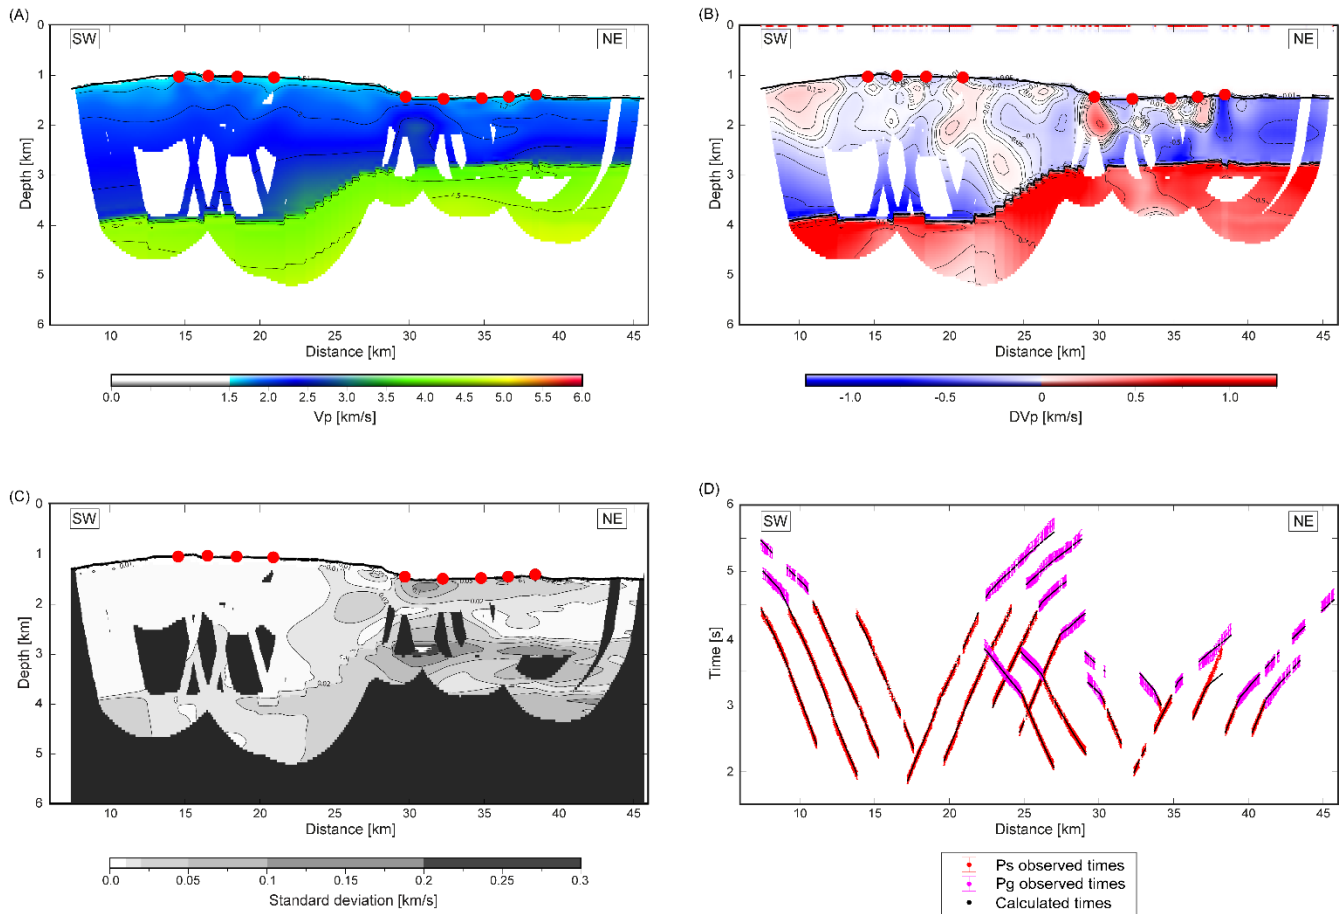 (A)
SW
NE
0
1
2
3
4
5
6
Depth [km]
10 15 20 25 30 35 40 45
Distance [km]
0.0 1.5 2.0 2.5 3.0 3.5 4.0 4.5 5.0 5.5 6.0
Vp [km/s]
(B)
SW
NE
0
1
2
3
4
5
6
Depth [km]
10 15 20 25 30 35 40 45
Distance [km]
-1.0 -0.5 0 0.5 1.0
DVp [km/s]
(C)
SW
NE
0
1
2
3
4
5
6
Depth [km]
10 15 20 25 30 35 40 45
Distance [km]
0.0 0.05 0.1 0.15 0.2 0.25 0.3
Standard deviation [km/s]
(D)
SW
NE
6
5
4
3
2
Time [s]
10 15 20 25 30 35 40 45
Distance [km]
Ps observed times
Pg observed times
Calculated times